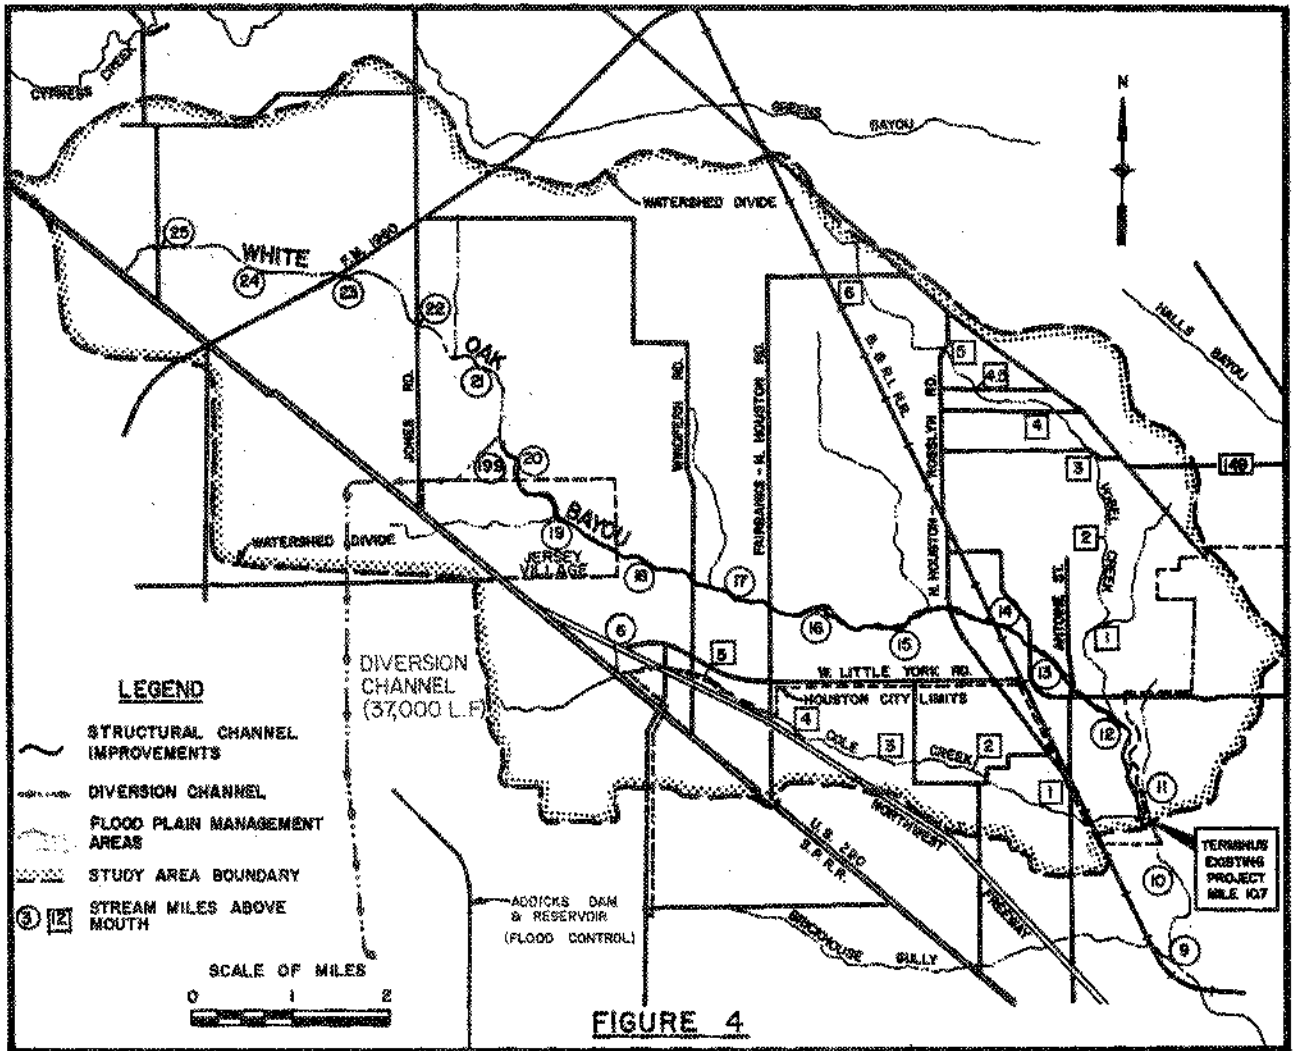 CYPRESS CREEK
GREENS BAYOU
N
WATERSHED DIVIDE
HALLS BAYOU
WHITE
OAK
BAYOU
F.M. 1960
25
24
23
22
21
20
19.9
19
18
17
16
15
14
13
12
11
10
9
JONES RD.
WINDFERN RD.
FAIRBANKS - N. HOUSTON RD.
B. B R.I. R.R.
N. HOUSTON - ROSSLYN RD.
ANTOINE ST.
6
5
4.5
4
3
2
1
VOGEL CREEK
149
WATERSHED DIVIDE
JERSEY
VILLAGE
W. LITTLE YORK RD.
HOUSTON CITY LIMITS
6
5
4
3
2
1
COLE CREEK
NORTHWEST FREEWAY
U.S. 290
S.P.R.R.
BRICKHOUSE GULLY
DIVERSION
CHANNEL
(37,000 L.F)
ADDICKS DAM
& RESERVOIR
(FLOOD CONTROL)
TERMINUS
EXISTING
PROJECT
MILE 10.7
LEGEND
STRUCTURAL CHANNEL
IMPROVEMENTS
DIVERSION CHANNEL
FLOOD PLAIN MANAGEMENT
AREAS
STUDY AREA BOUNDARY
3 12 STREAM MILES ABOVE
MOUTH
SCALE OF MILES
0 1 2
FIGURE 4